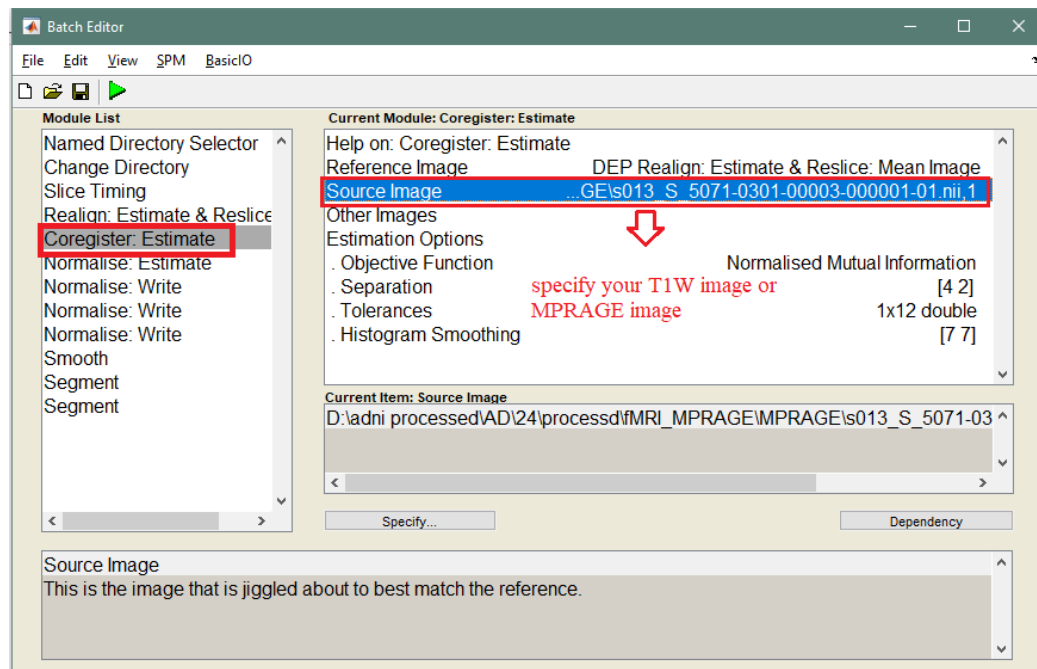 Batch Editor
File Edit View SPM BasicIO
Module List
Named Directory Selector
Change Directory
Slice Timing
Realign: Estimate & Reslice
Coregister: Estimate
Normalise: Estimate
Normalise: Write
Normalise: Write
Normalise: Write
Smooth
Segment
Segment
Current Module: Coregister: Estimate
Help on: Coregister: Estimate
Reference Image DEP Realign: Estimate & Reslice: Mean Image
Source Image ...GE\s013_S_5071-0301-00003-000001-01.nii,1
Other Images
Estimation Options
. Objective Function Normalised Mutual Information
. Separation [4 2]
. Tolerances 1x12 double
. Histogram Smoothing [7 7]
specify your T1W image or
MPRAGE image
Current Item: Source Image
D:\adni processed\AD\24\processd\fMRI_MPRAGE\MPRAGE\s013_S_5071-03
Specify... Dependency
Source Image
This is the image that is jiggled about to best match the reference.